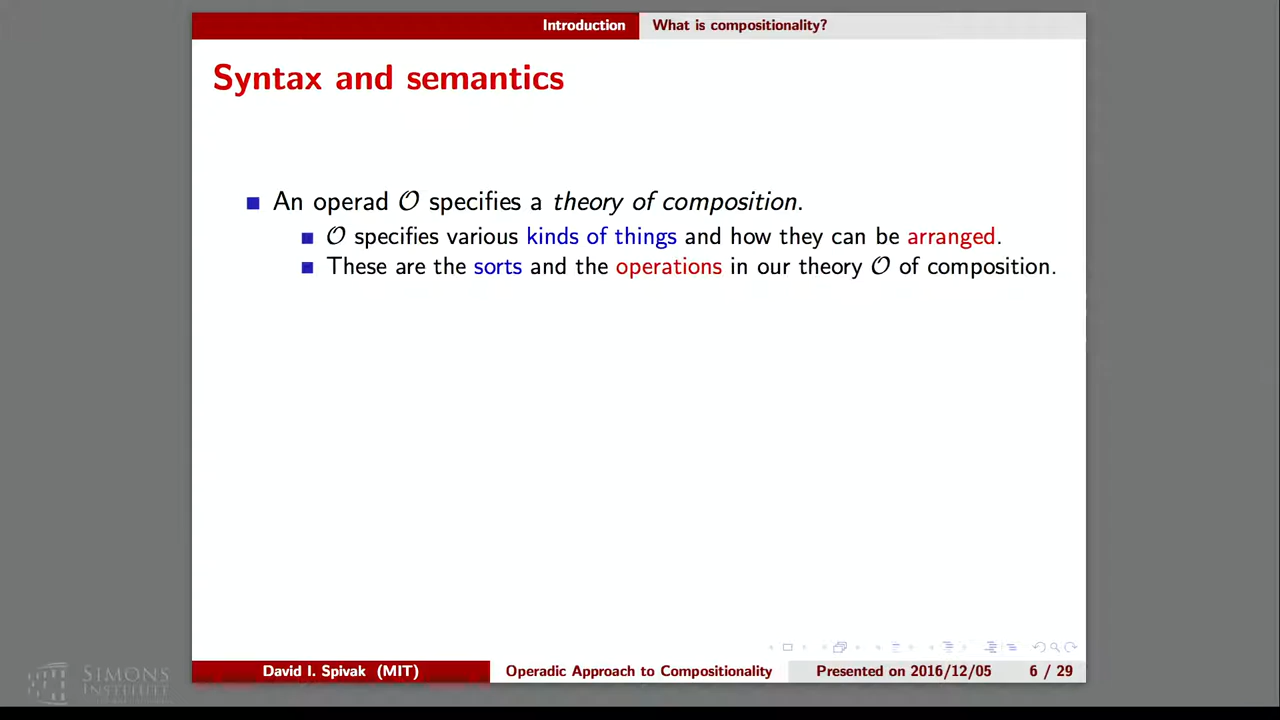 Introduction What is compositionality?
Syntax and semantics
An operad 𝒪 specifies a theory of composition.
𝒪 specifies various kinds of things and how they can be arranged.
These are the sorts and the operations in our theory 𝒪 of composition.
David I. Spivak (MIT) Operadic Approach to Compositionality Presented on 2016/12/05 6 / 29
SIMONS
INSTITUTE